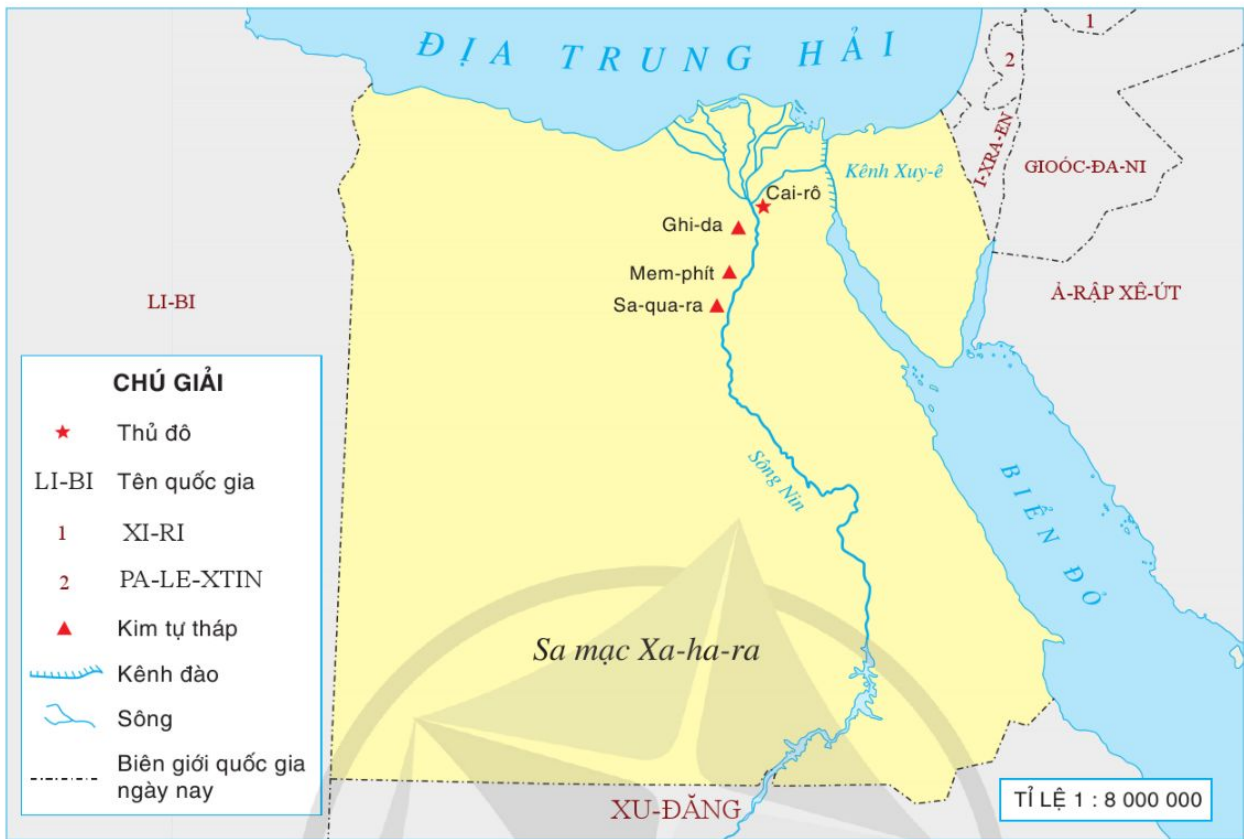 ĐỊA TRUNG HẢI
1
2
I-XRA-EN
GIOÓC-ĐA-NI
Kênh Xuy-ê
Cai-rô
Ghi-da
Mem-phít
Sa-qua-ra
LI-BI
Ả-RẬP XÊ-ÚT
CHÚ GIẢI
Thủ đô
LI-BI Tên quốc gia
1 XI-RI
2 PA-LE-XTIN
Kim tự tháp
Kênh đào
Sông
Biên giới quốc gia
ngày nay
Sông Nin
BIỂN ĐỎ
Sa mạc Xa-ha-ra
XU-ĐĂNG
TỈ LỆ 1 : 8 000 000